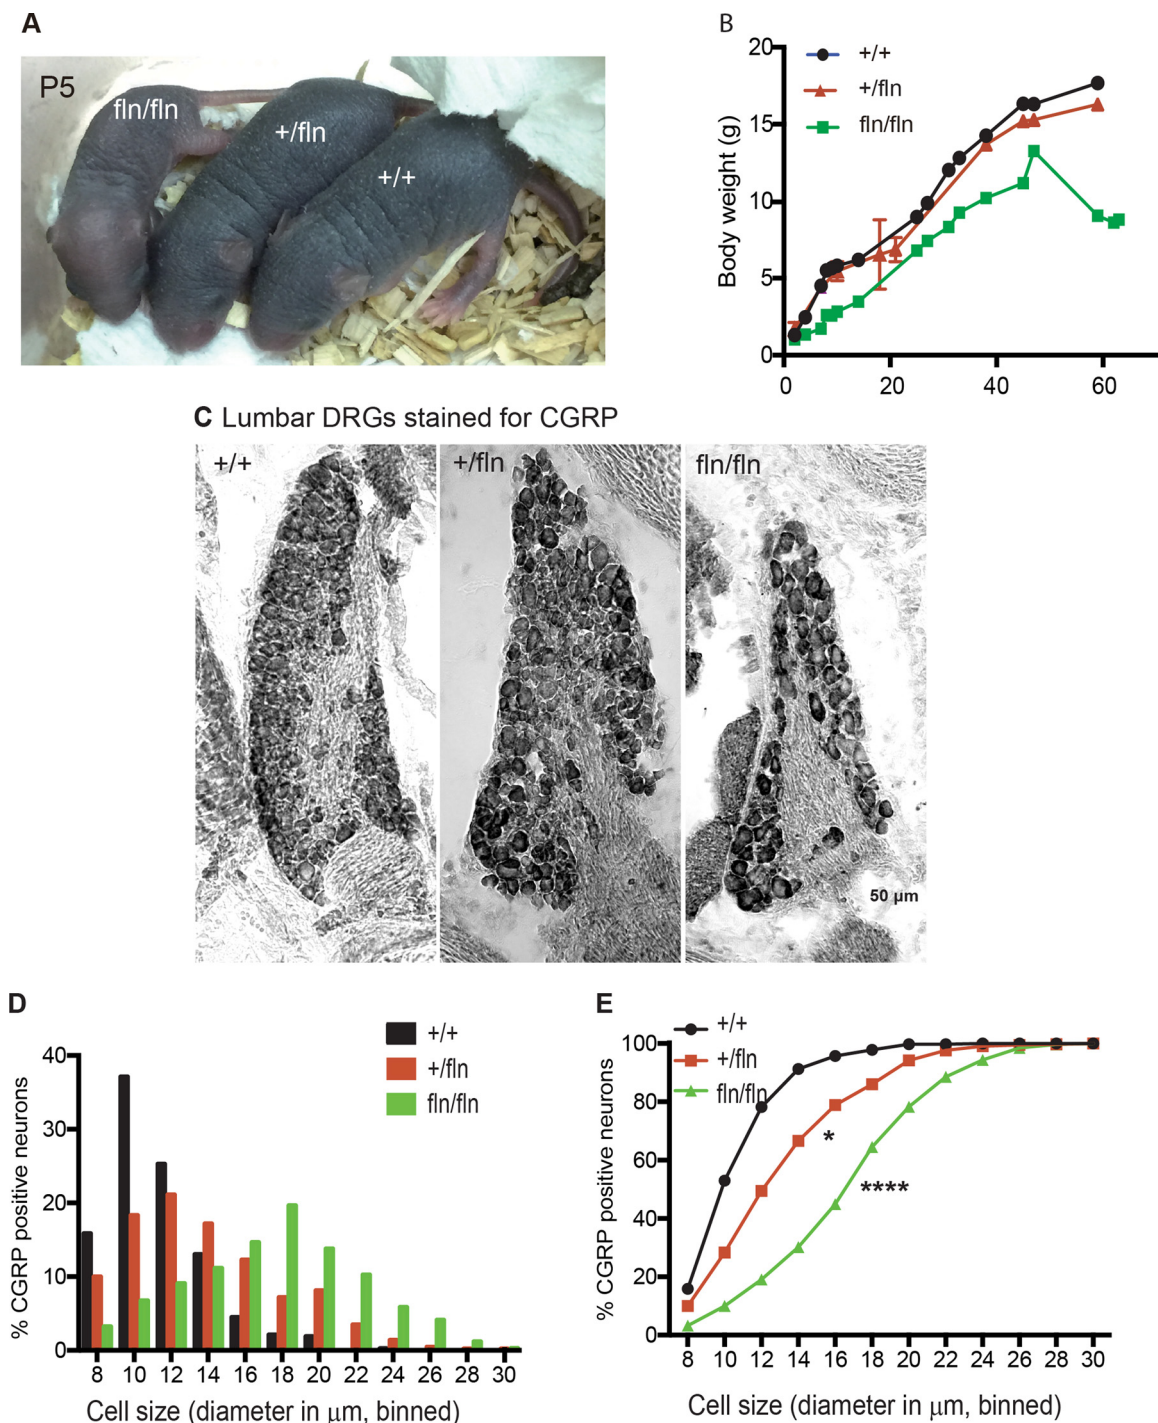 A
P5
fln/fln
+/fln
+/+
B
20
15
10
5
0
Body weight (g)
+/+
+/fln
fln/fln
0 20 40 60
C Lumbar DRGs stained for CGRP
+/+
+/fln
fln/fln
50 µm
D
+/+
+/fln
fln/fln
40
30
20
10
0
% CGRP positive neurons
8 10 12 14 16 18 20 22 24 26 28 30
Cell size (diameter in µm, binned)
E
+/+
+/fln
fln/fln
100
80
60
40
20
0
% CGRP positive neurons
*
****
8 10 12 14 16 18 20 22 24 26 28 30
Cell size (diameter in µm, binned)